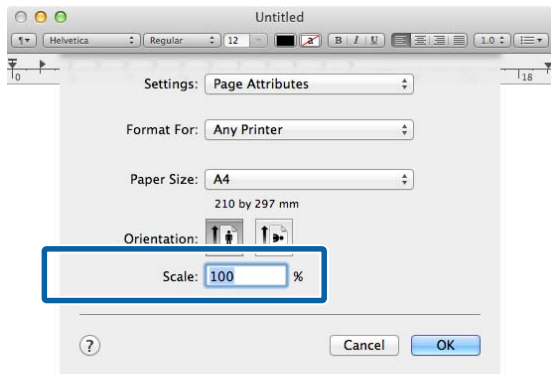 Untitled
¶ Helvetica Regular 12 a B I U 1.0
0 18
Settings: Page Attributes
Format For: Any Printer
Paper Size: A4
210 by 297 mm
Orientation:
Scale: 100 %
? Cancel OK